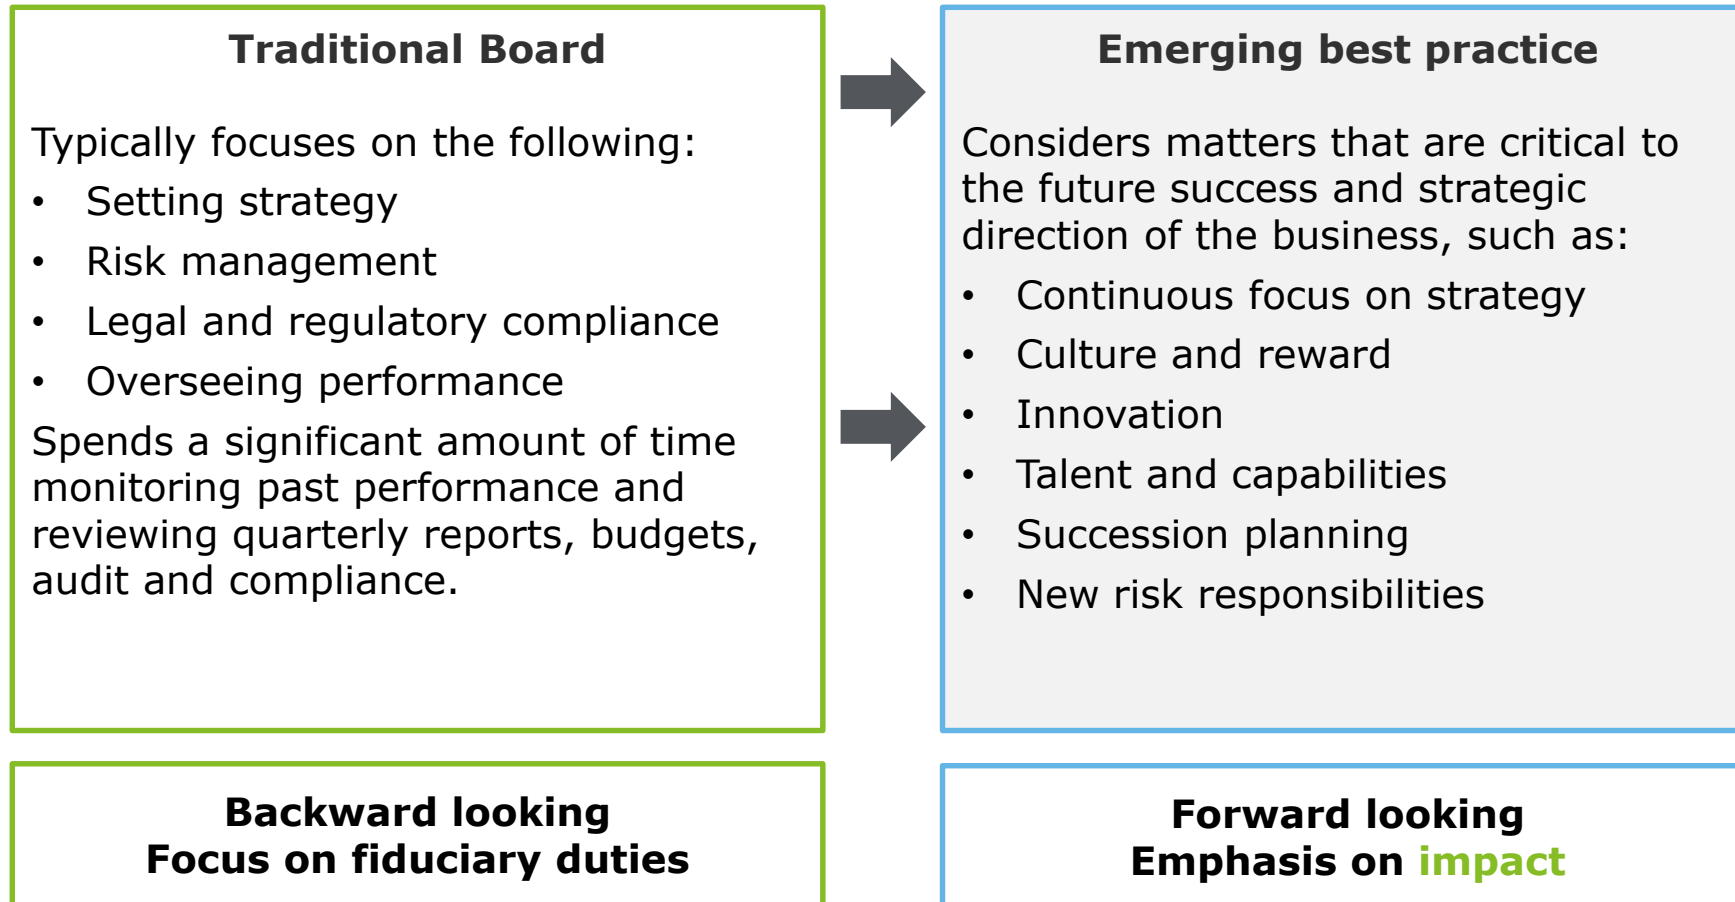 Traditional Board
Typically focuses on the following:
• Setting strategy
• Risk management
• Legal and regulatory compliance
• Overseeing performance
Spends a significant amount of time
monitoring past performance and
reviewing quarterly reports, budgets,
audit and compliance.
Emerging best practice
Considers matters that are critical to
the future success and strategic
direction of the business, such as:
• Continuous focus on strategy
• Culture and reward
• Innovation
• Talent and capabilities
• Succession planning
• New risk responsibilities
Backward looking
Focus on fiduciary duties
Forward looking
Emphasis on impact